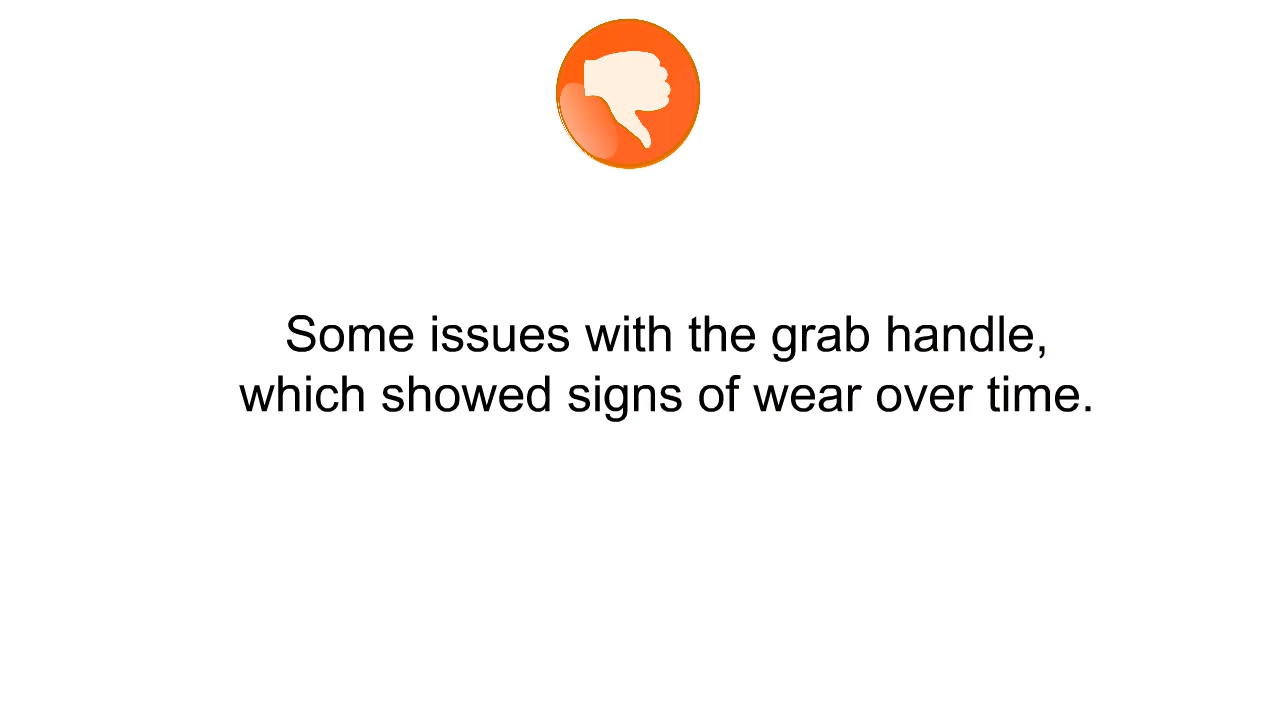 Some issues with the grab handle,
which showed signs of wear over time.